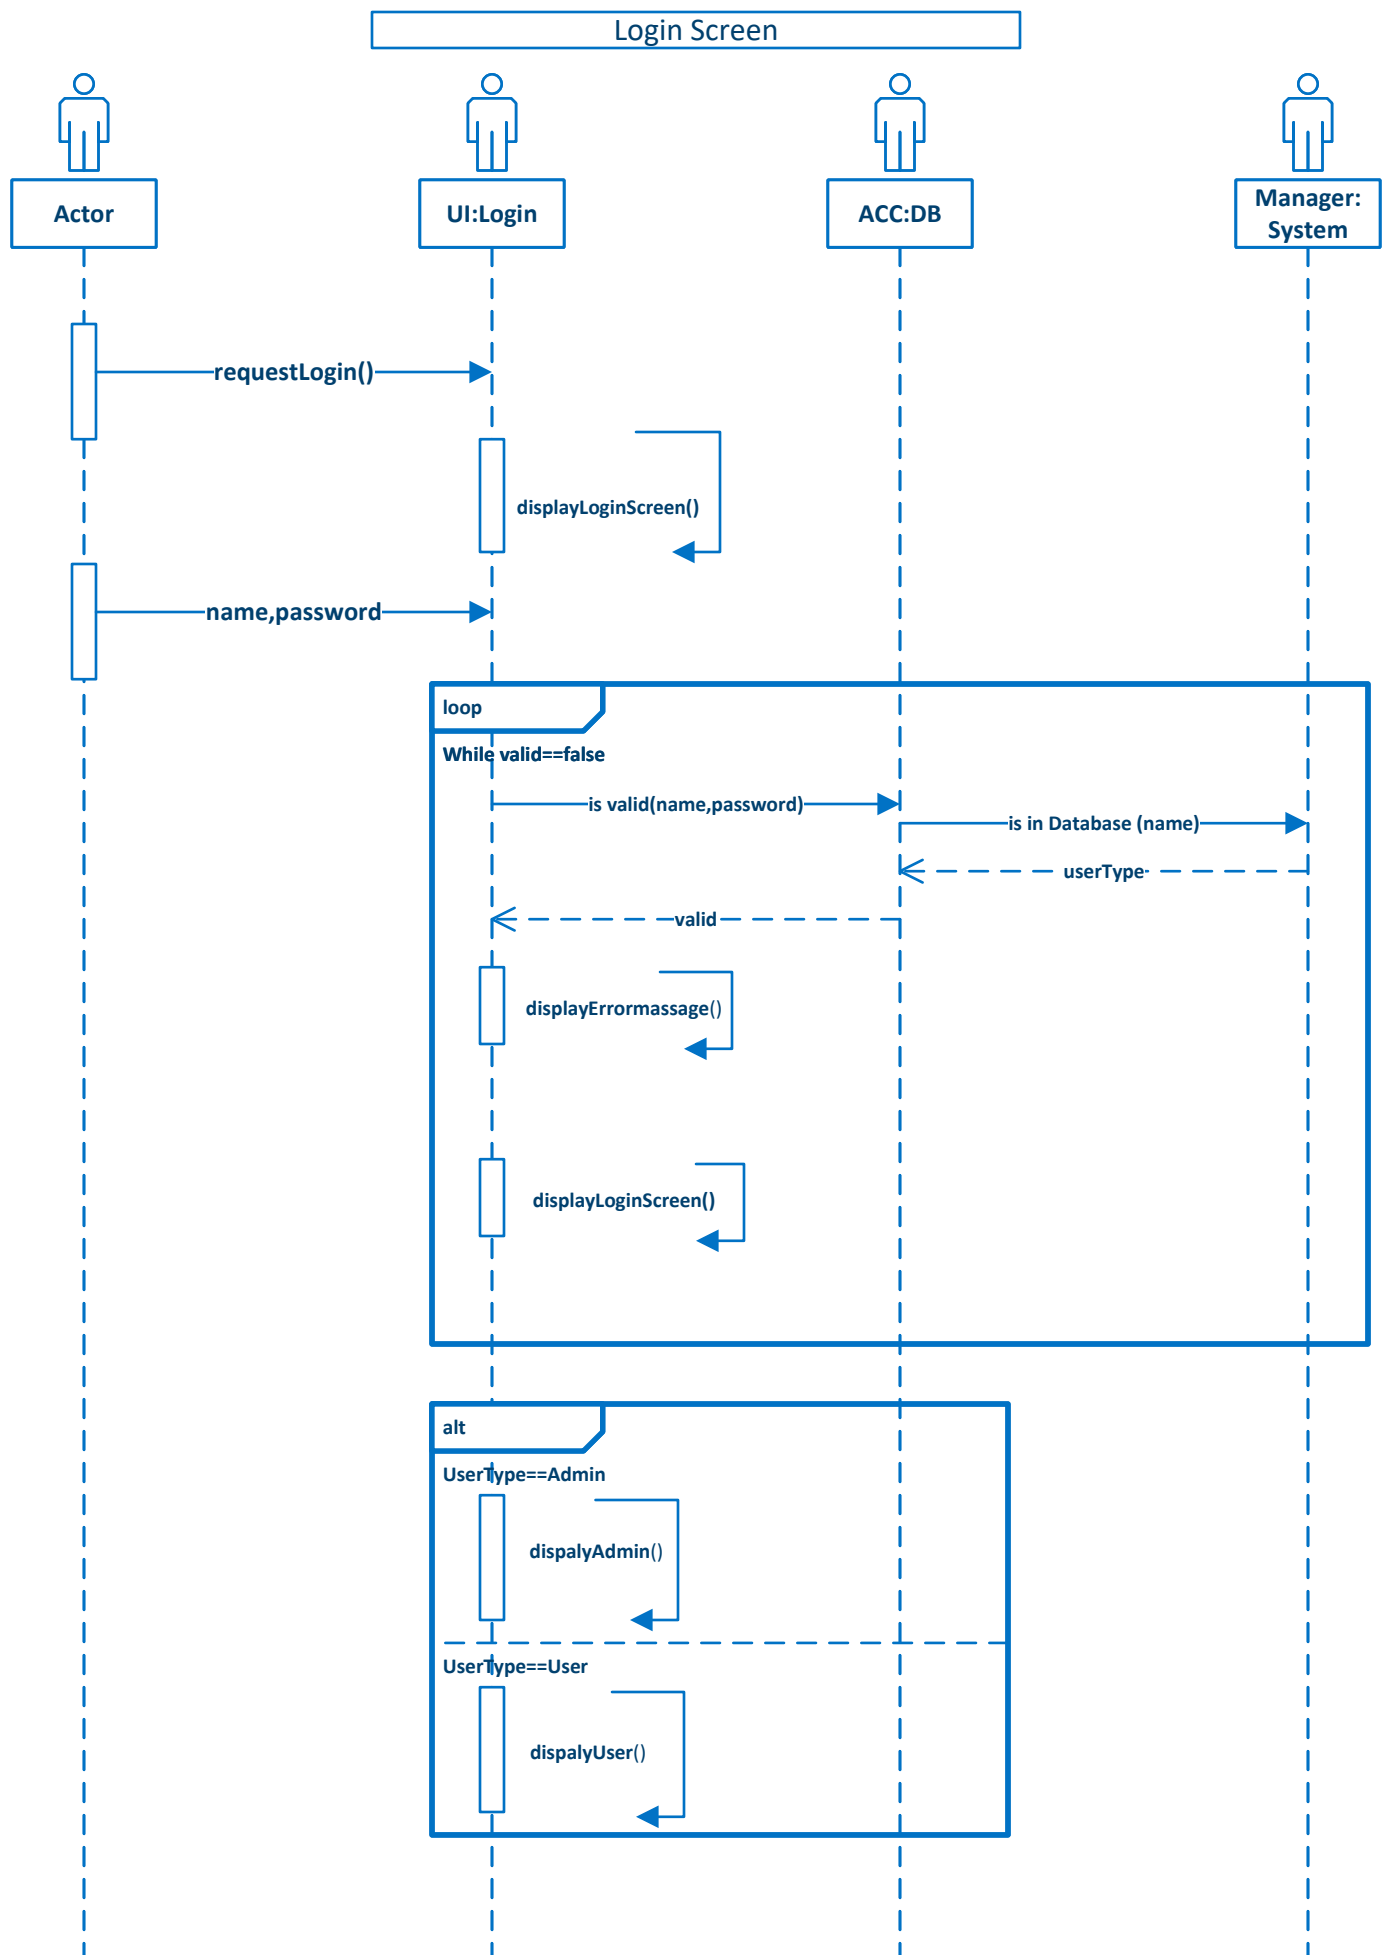 Login Screen
Actor
UI:Login
ACC:DB
Manager:
System
requestLogin()
displayLoginScreen()
name,password
loop
While valid==false
is valid(name,password)
is in Database (name)
userType
valid
displayErrormassage()
displayLoginScreen()
alt
UserType==Admin
dispalyAdmin()
UserType==User
dispalyUser()